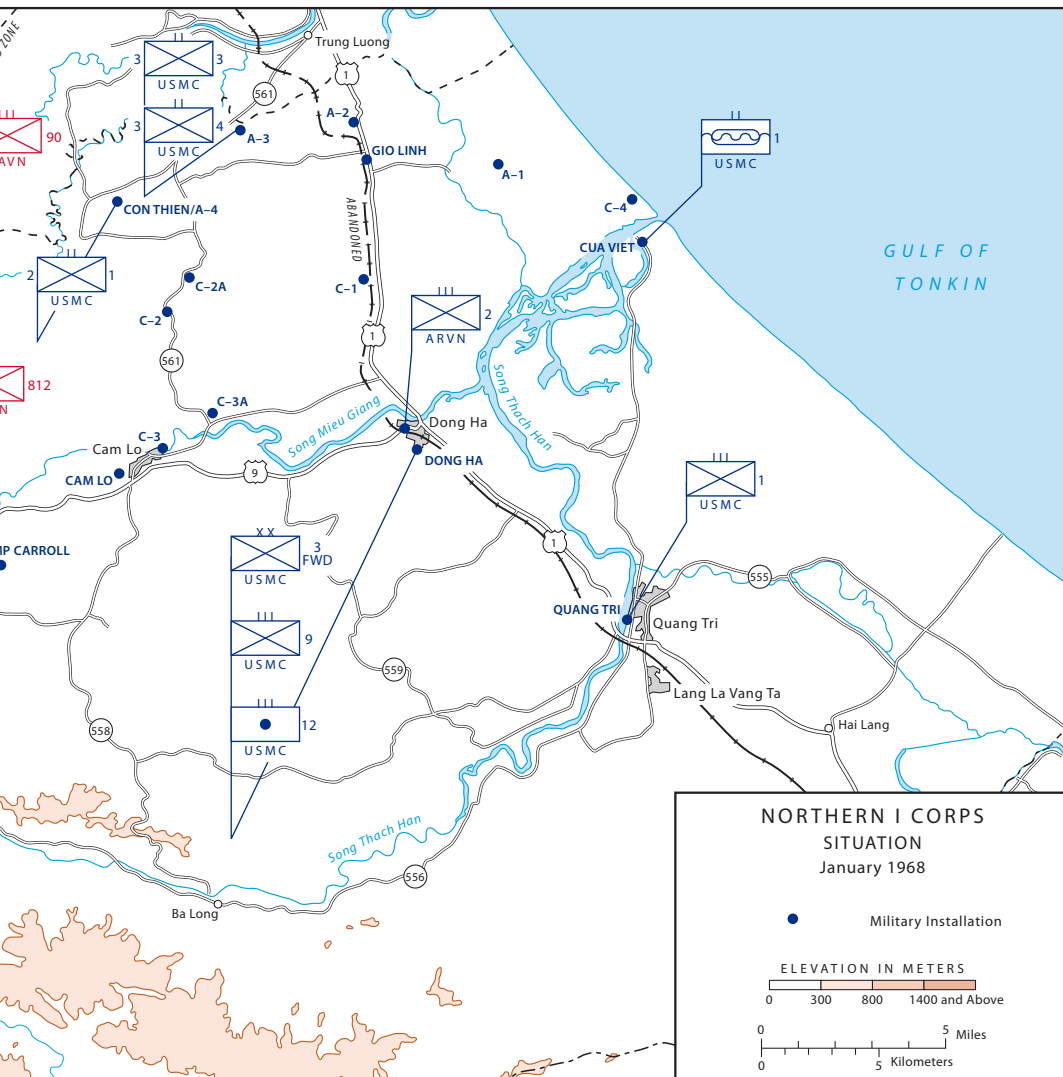 ZONE
Trung Luong
3
3
USMC
1
561
A–2
3
4
USMC
A–3
90
AVN
GIO LINH
1
USMC
A–1
ABANDONED
C–4
CON THIEN/A–4
CUA VIET
GULF OF
TONKIN
2
1
USMC
C–2A
C–1
C–2
2
ARVN
1
561
812
N
C–3A
Song Thach Han
Song Mieu Giang
Dong Ha
C–3
Cam Lo
CAM LO
DONG HA
9
1
USMC
XX
3
FWD
USMC
1
MP CARROLL
555
QUANG TRI
Quang Tri
9
USMC
559
Lang La Vang Ta
12
USMC
558
Hai Lang
Song Thach Han
556
Ba Long
NORTHERN I CORPS
SITUATION
January 1968
Military Installation
ELEVATION IN METERS
0 300 800 1400 and Above
0 5 Miles
0 5 Kilometers